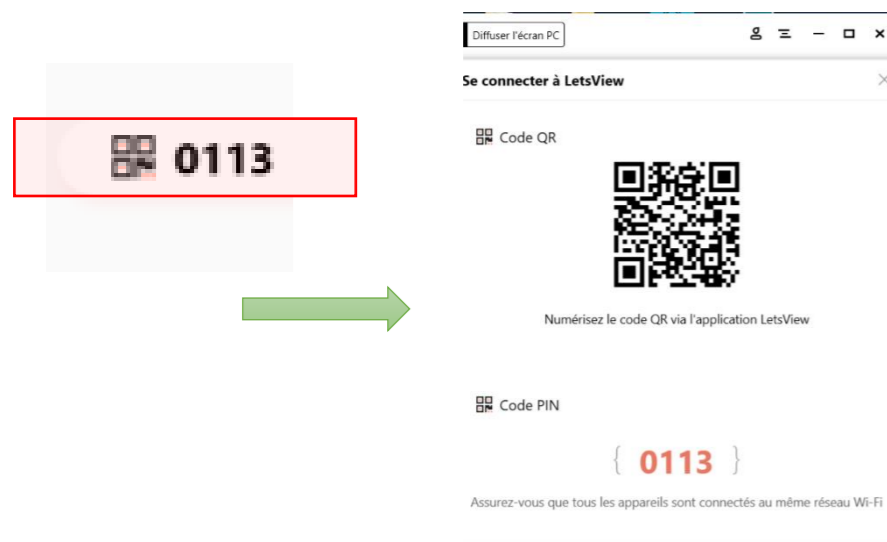 0113
Diffuser l'écran PC
Se connecter à LetsView
Code QR
Numérisez le code QR via l'application LetsView
Code PIN
{ 0113 }
Assurez-vous que tous les appareils sont connectés au même réseau Wi-Fi